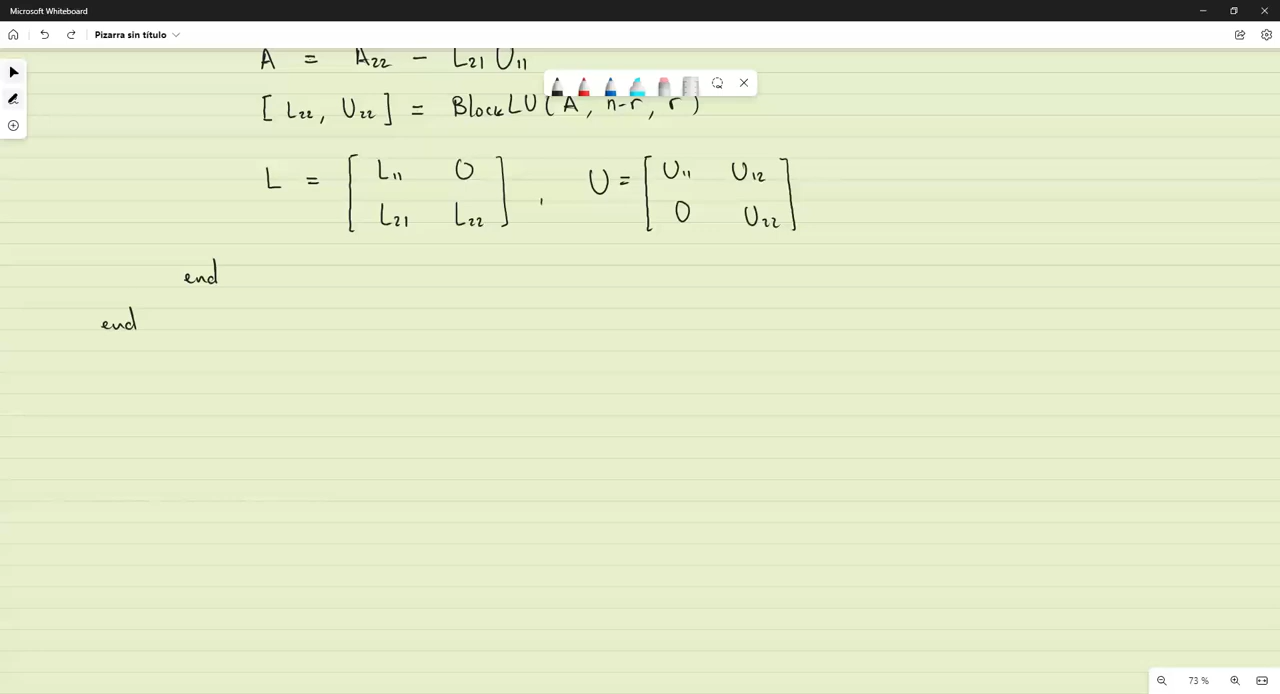 Microsoft Whiteboard
Pizarra sin título
A = A₂₂ - L₂₁ U₁₁
[ L₂₂, U₂₂ ] = BlockLU( A, n-r, r )
L = [ L₁₁ 0 ; L₂₁ L₂₂ ] , U = [ U₁₁ U₁₂ ; 0 U₂₂ ]
end
end
73 %